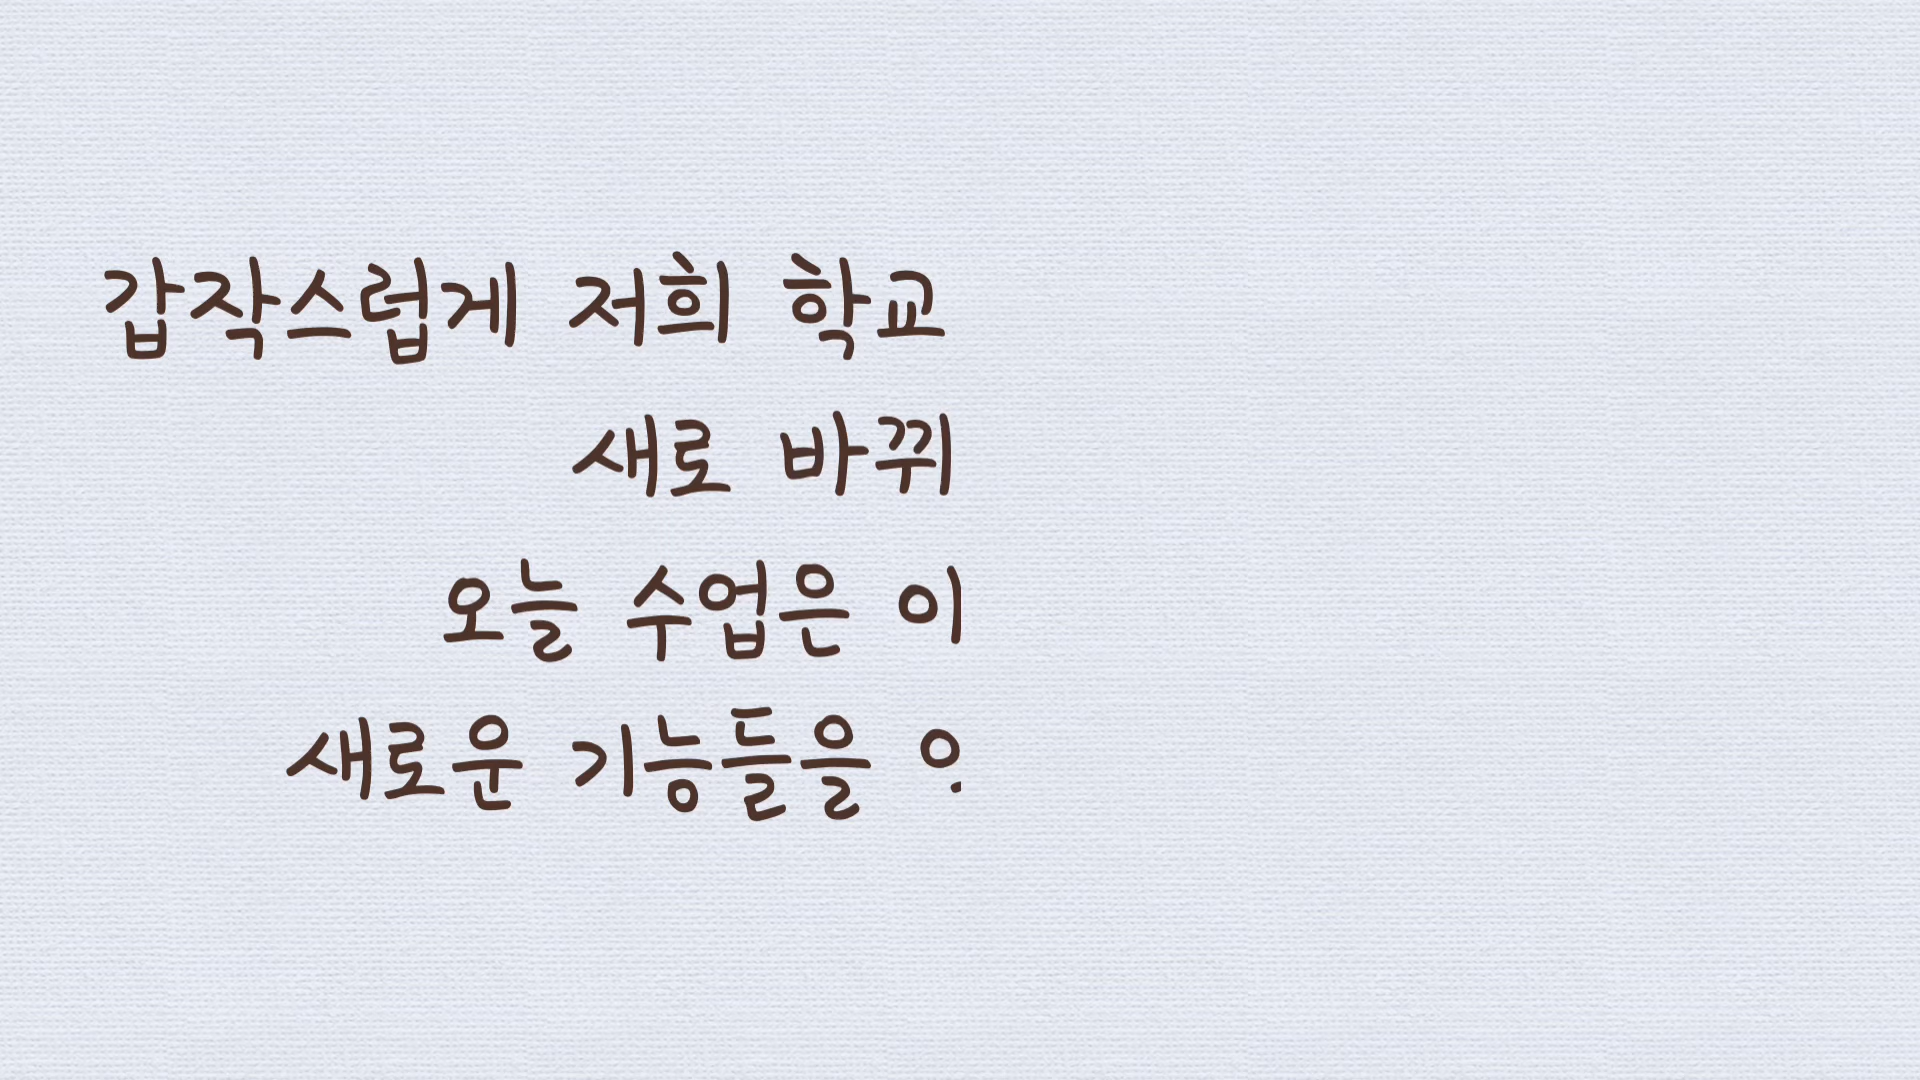 갑작스럽게 저희 학교
새로 바뀌
오늘 수업은 이
새로운 기능들을